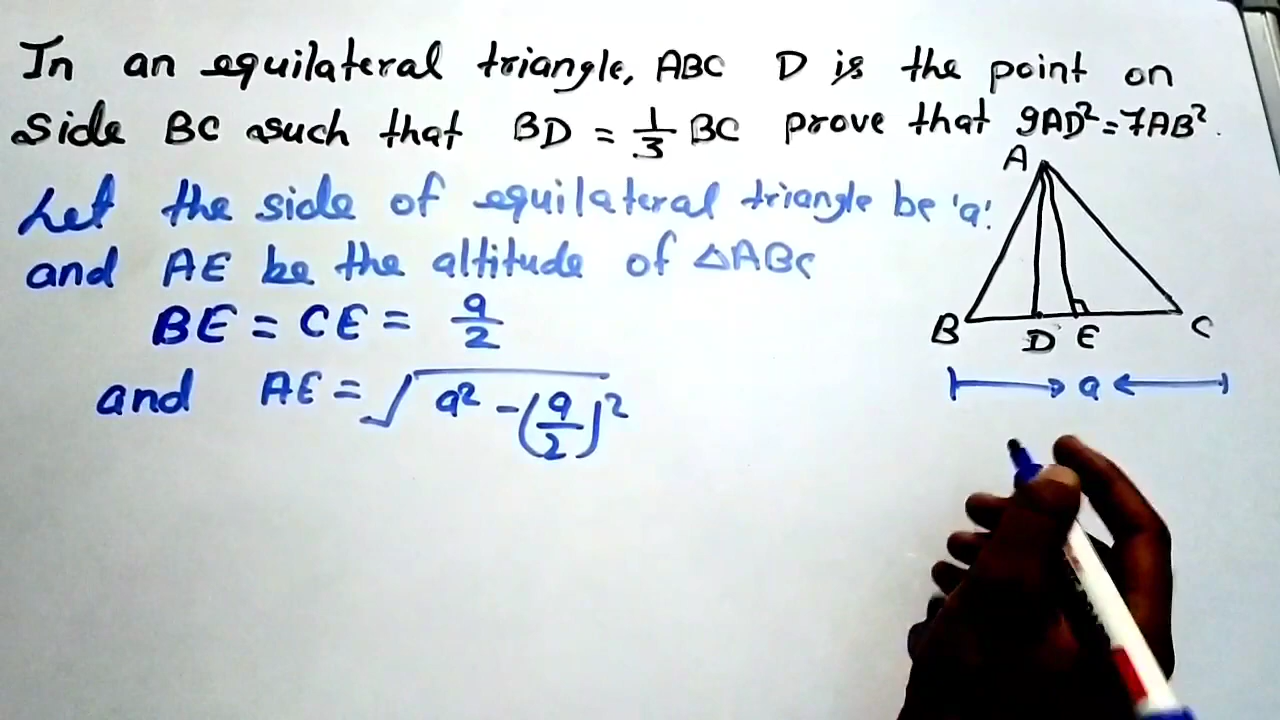 In an equilateral triangle, ABC D is the point on
side BC such that BD = 1/3 BC prove that 9AD² = 7AB².
Let the side of equilateral triangle be 'a'.
and AE be the altitude of △ABC
BE = CE = a/2
and AE = √(a² - (a/2)²)
A
B D E C
a